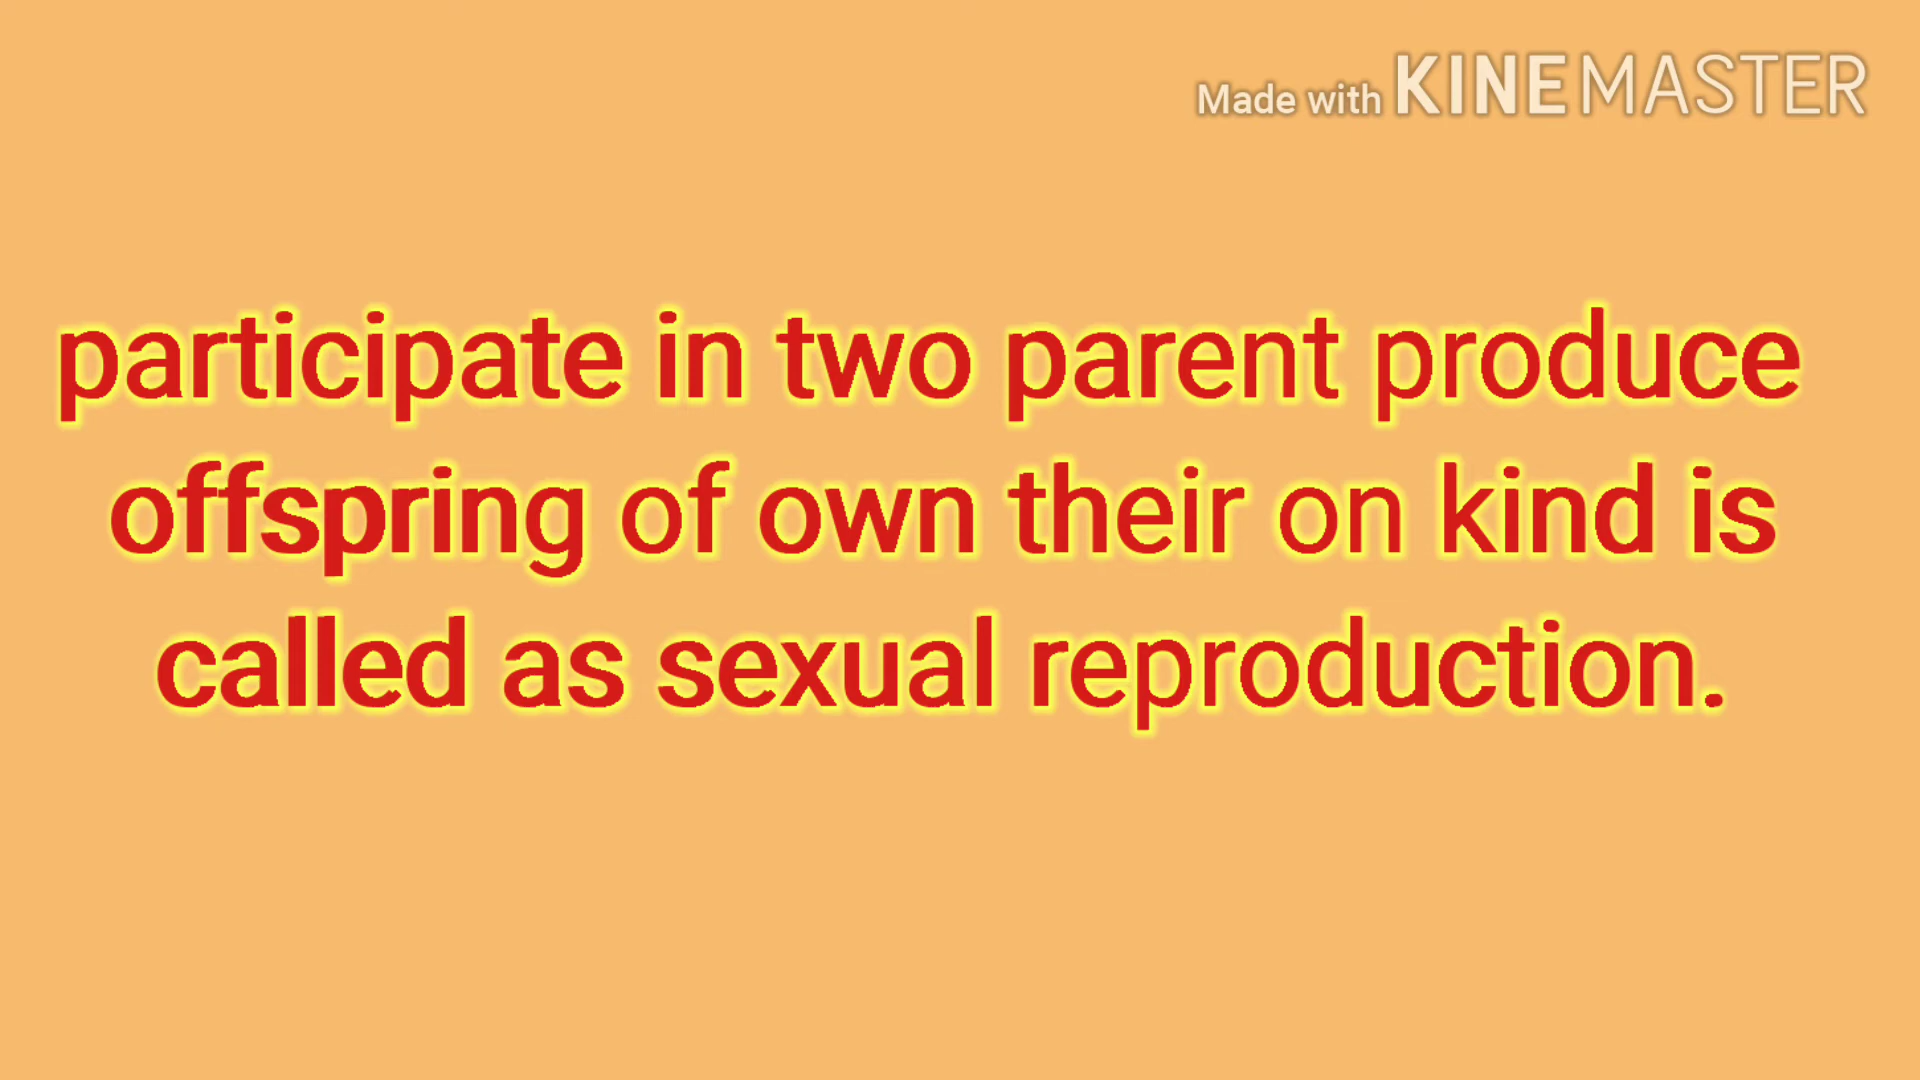 Made with KINEMASTER
participate in two parent produce
offspring of own their on kind is
called as sexual reproduction.